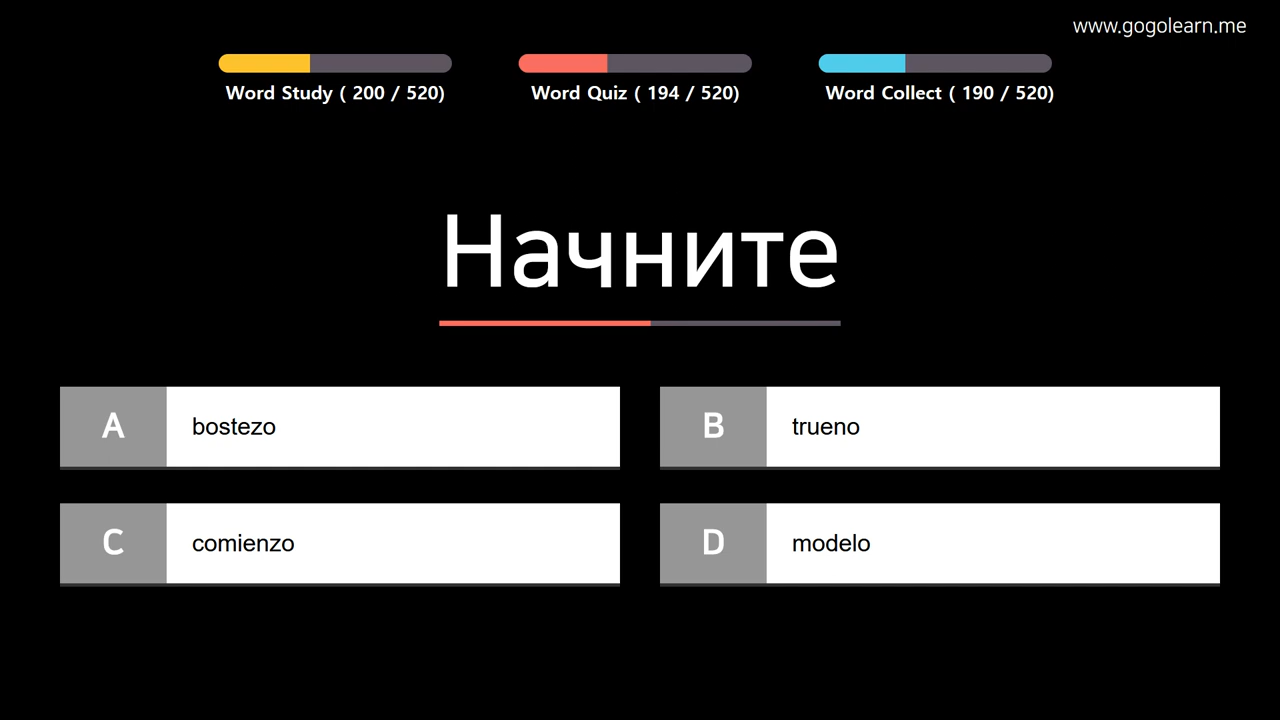 www.gogolearn.me
Word Study ( 200 / 520)
Word Quiz ( 194 / 520)
Word Collect ( 190 / 520)
Начните
A bostezo
B trueno
C comienzo
D modelo